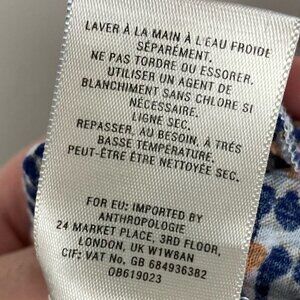 LAVER À LA MAIN À L'EAU FROIDE
SÉPARÉMENT.
NE PAS TORDRE OU ESSORER.
UTILISER UN AGENT DE
BLANCHIMENT SANS CHLORE SI
NÉCESSAIRE.
LIGNE SEC.
REPASSER, AU BESOIN, À TRÈS
BASSE TEMPÉRATURE.
PEUT-ÊTRE ÊTRE NETTOYÉE SEC.
FOR EU: IMPORTED BY
ANTHROPOLOGIE
24 MARKET PLACE, 3RD FLOOR,
LONDON, UK W1W8AN
CIF: VAT No. GB 684936382
OB619023